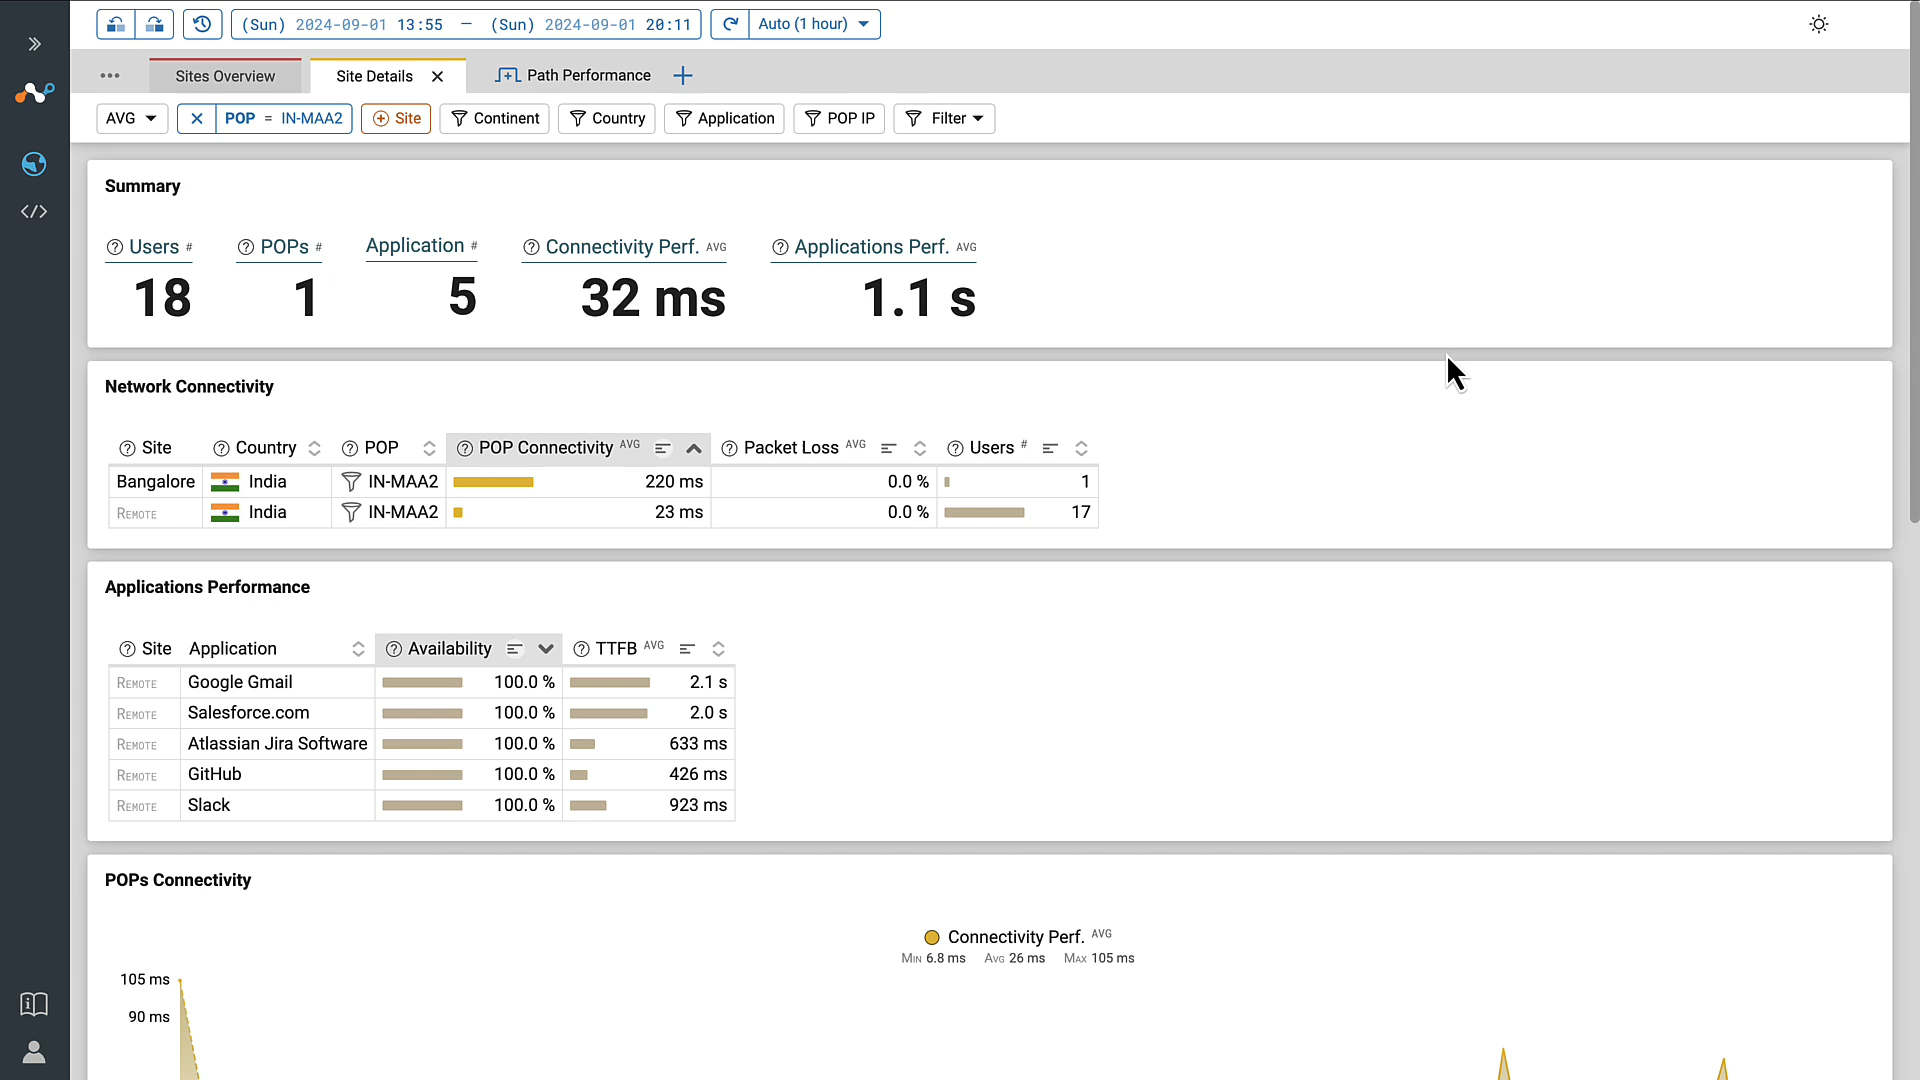 (Sun) 2024-09-01 13:55 — (Sun) 2024-09-01 20:11 Auto (1 hour)
Sites Overview Site Details Path Performance
AVG POP = IN-MAA2 Site Continent Country Application POP IP Filter
Summary
Users # POPs # Application # Connectivity Perf. AVG Applications Perf. AVG
18 1 5 32 ms 1.1 s
Network Connectivity
Site Country POP POP Connectivity AVG Packet Loss AVG Users #
Bangalore India IN-MAA2 220 ms 0.0 % 1
REMOTE India IN-MAA2 23 ms 0.0 % 17
Applications Performance
Site Application Availability TTFB AVG
REMOTE Google Gmail 100.0 % 2.1 s
REMOTE Salesforce.com 100.0 % 2.0 s
REMOTE Atlassian Jira Software 100.0 % 633 ms
REMOTE GitHub 100.0 % 426 ms
REMOTE Slack 100.0 % 923 ms
POPs Connectivity
Connectivity Perf. AVG
MIN 6.8 ms AVG 26 ms MAX 105 ms
105 ms
90 ms